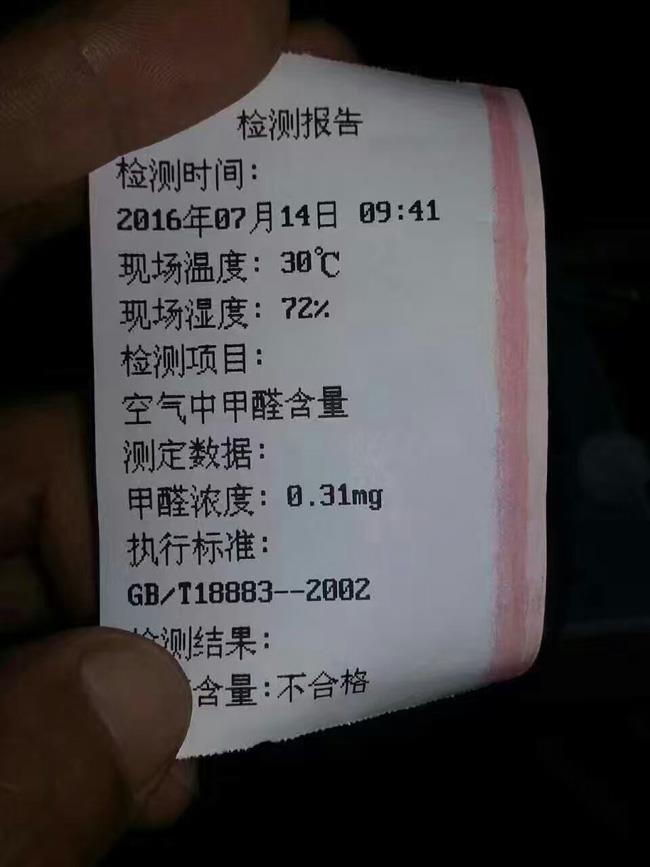 检测报告
检测时间:
2016年07月14日 09:41
现场温度: 30℃
现场湿度: 72%
检测项目:
空气中甲醛含量
测定数据:
甲醛浓度: 0.31mg
执行标准:
GB/T18883--2002
检测结果:
含量:不合格